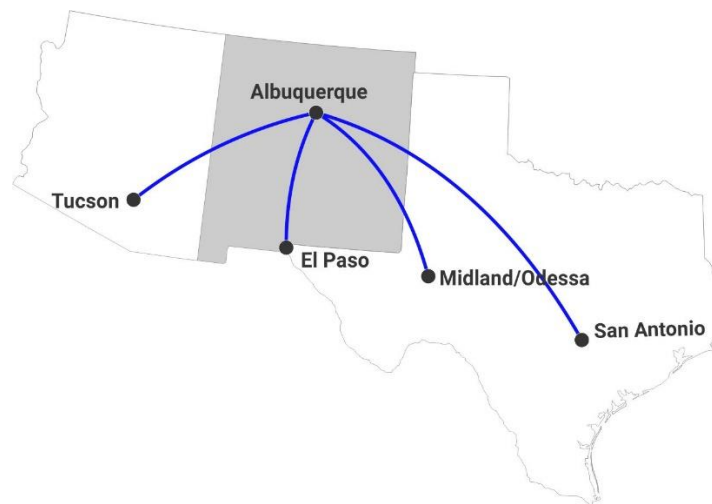 Albuquerque
Tucson
El Paso
Midland/Odessa
San Antonio